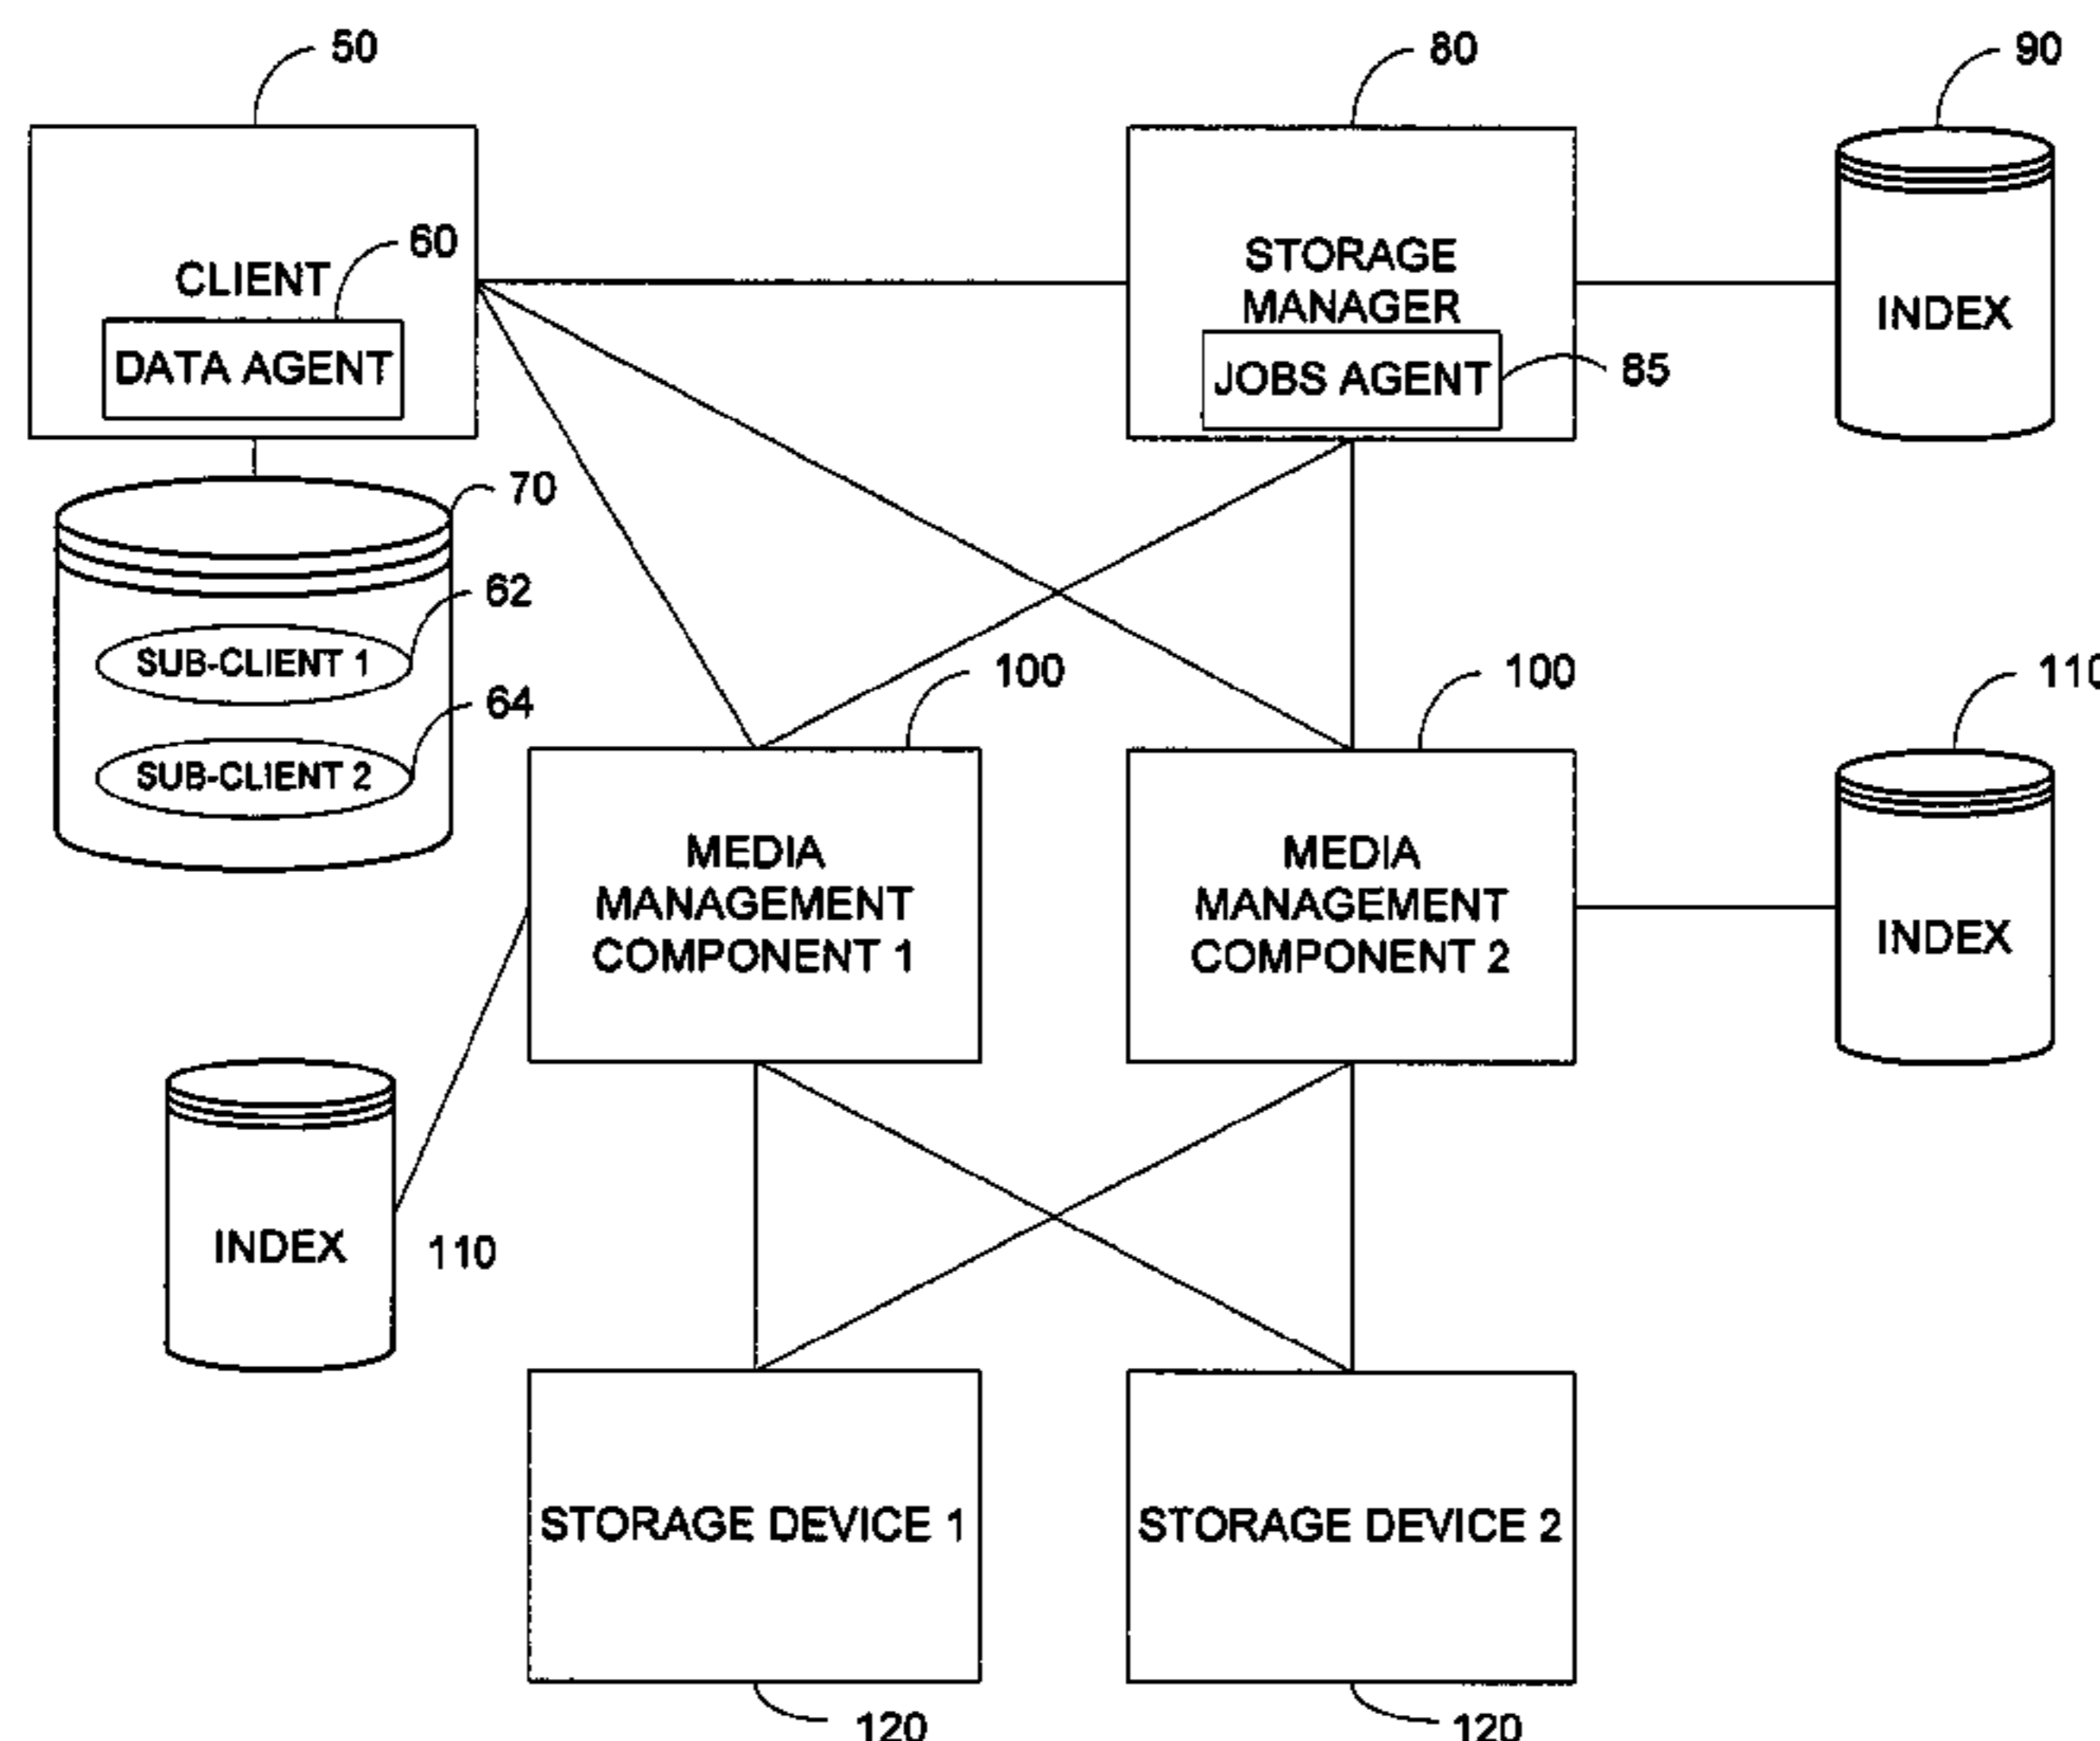 50
80
90
CLIENT
60
DATA AGENT
STORAGE
MANAGER
JOBS AGENT
85
INDEX
70
62
SUB-CLIENT 1
64
SUB-CLIENT 2
100
100
110
MEDIA
MANAGEMENT
COMPONENT 1
MEDIA
MANAGEMENT
COMPONENT 2
INDEX
INDEX
110
STORAGE DEVICE 1
STORAGE DEVICE 2
120
120